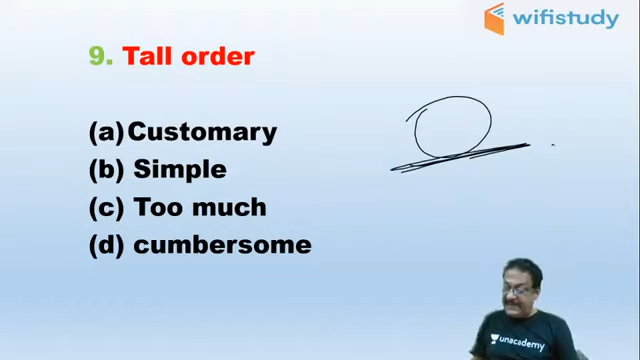 wifistudy
9. Tall order
(a) Customary
(b) Simple
(c) Too much
(d) cumbersome
unacademy